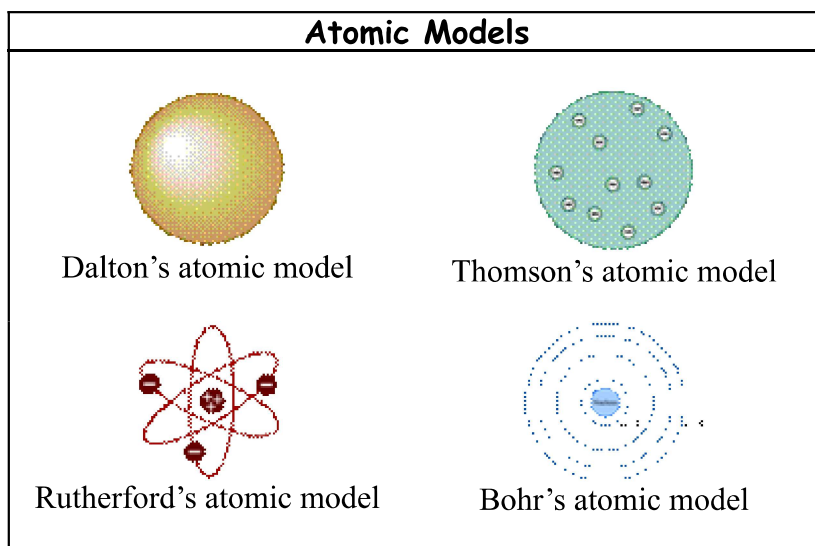 Atomic Models
Dalton’s atomic model
Thomson’s atomic model
Rutherford’s atomic model
Bohr’s atomic model